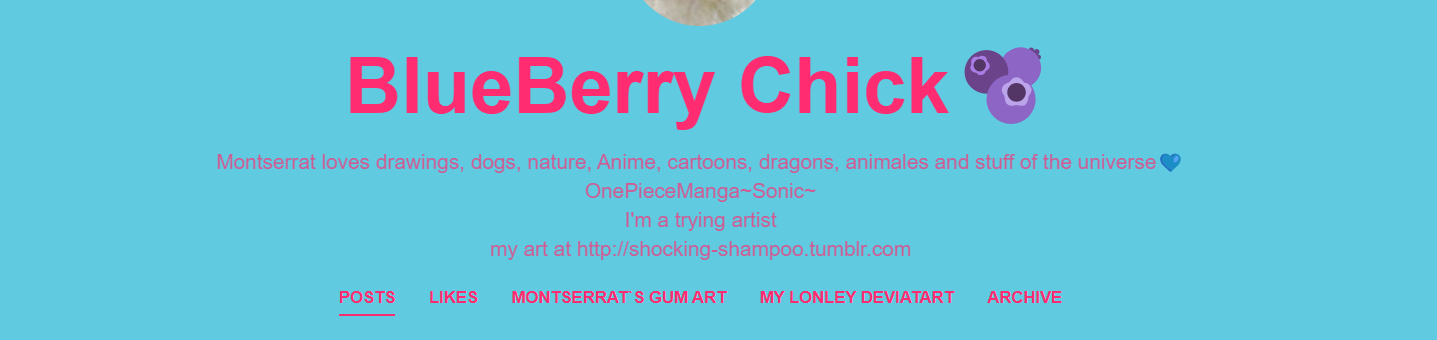 BlueBerry Chick
Montserrat loves drawings, dogs, nature, Anime, cartoons, dragons, animales and stuff of the universe💙
OnePieceManga~Sonic~
I'm a trying artist
my art at http://shocking-shampoo.tumblr.com
POSTS LIKES MONTSERRAT`S GUM ART MY LONLEY DEVIATART ARCHIVE